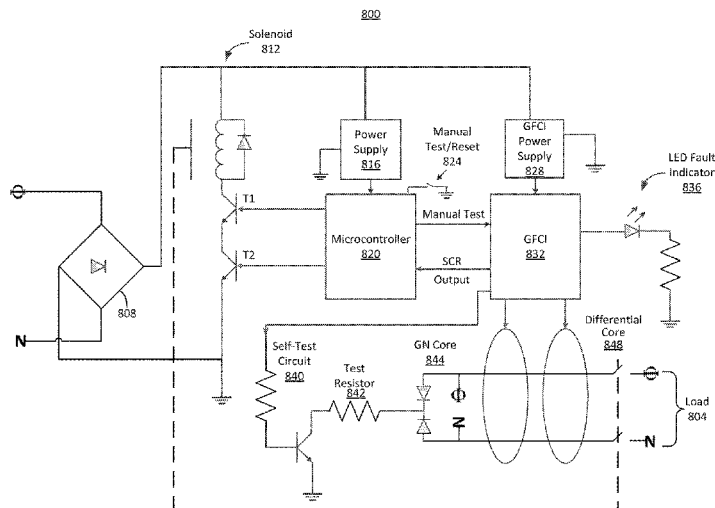 800
Solenoid
812
Power
Supply
816
Manual
Test/Reset
824
GFCI
Power
Supply
828
LED Fault
Indicator
836
Φ
T1
T2
Microcontroller
820
Manual Test
SCR
Output
GFCI
832
808
N
Self-Test
Circuit
840
Test
Resistor
842
GN Core
844
Differential
Core
848
Φ
N
Φ
N
Load
804